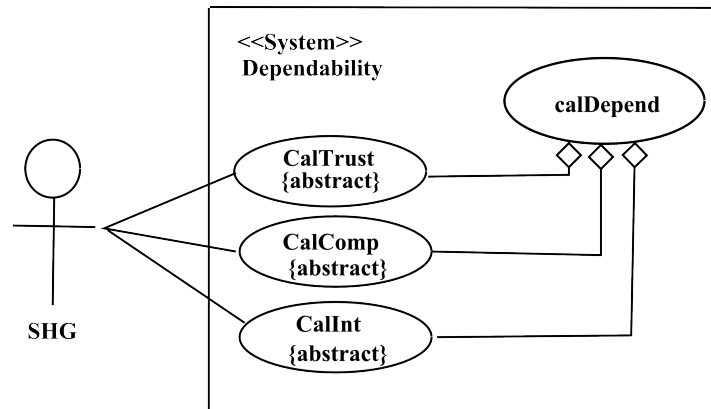 <<System>>
Dependability
calDepend
CalTrust
{abstract}
CalComp
{abstract}
SHG
CalInt
{abstract}